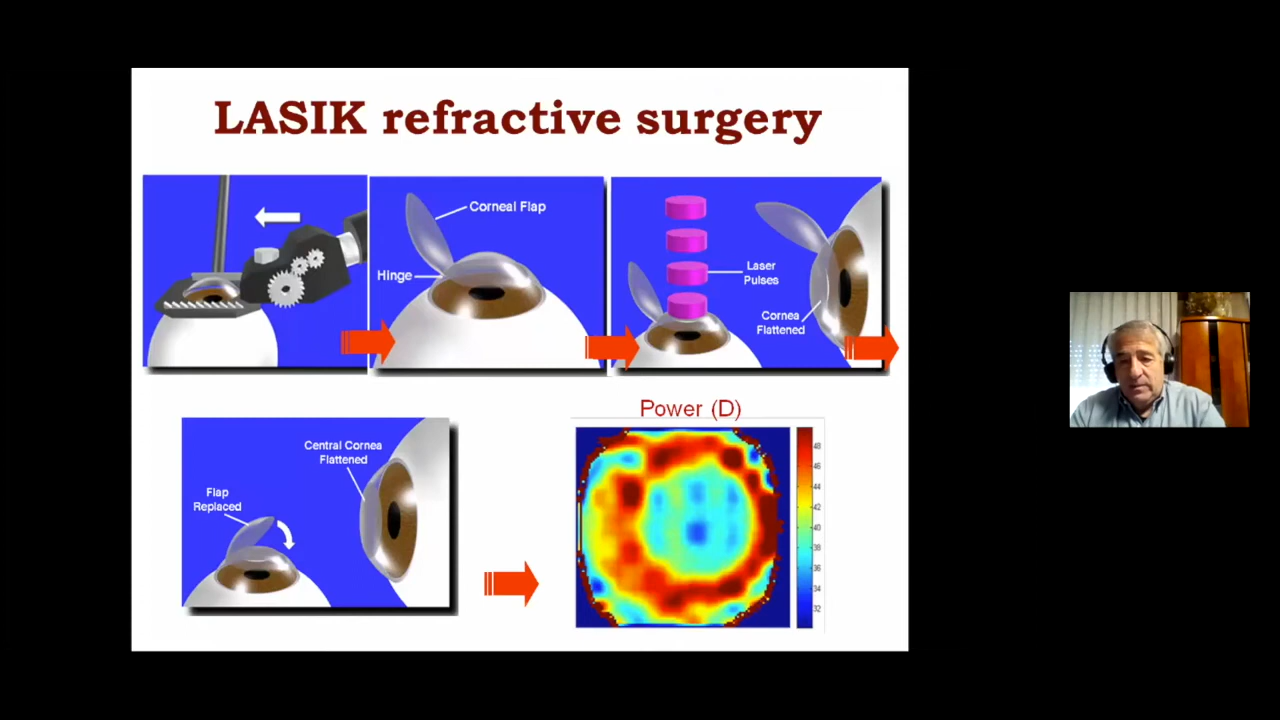 LASIK refractive surgery
Corneal Flap
Hinge
Laser
Pulses
Cornea
Flattened
Central Cornea
Flattened
Flap
Replaced
Power (D)
48
46
44
42
40
38
36
34
32